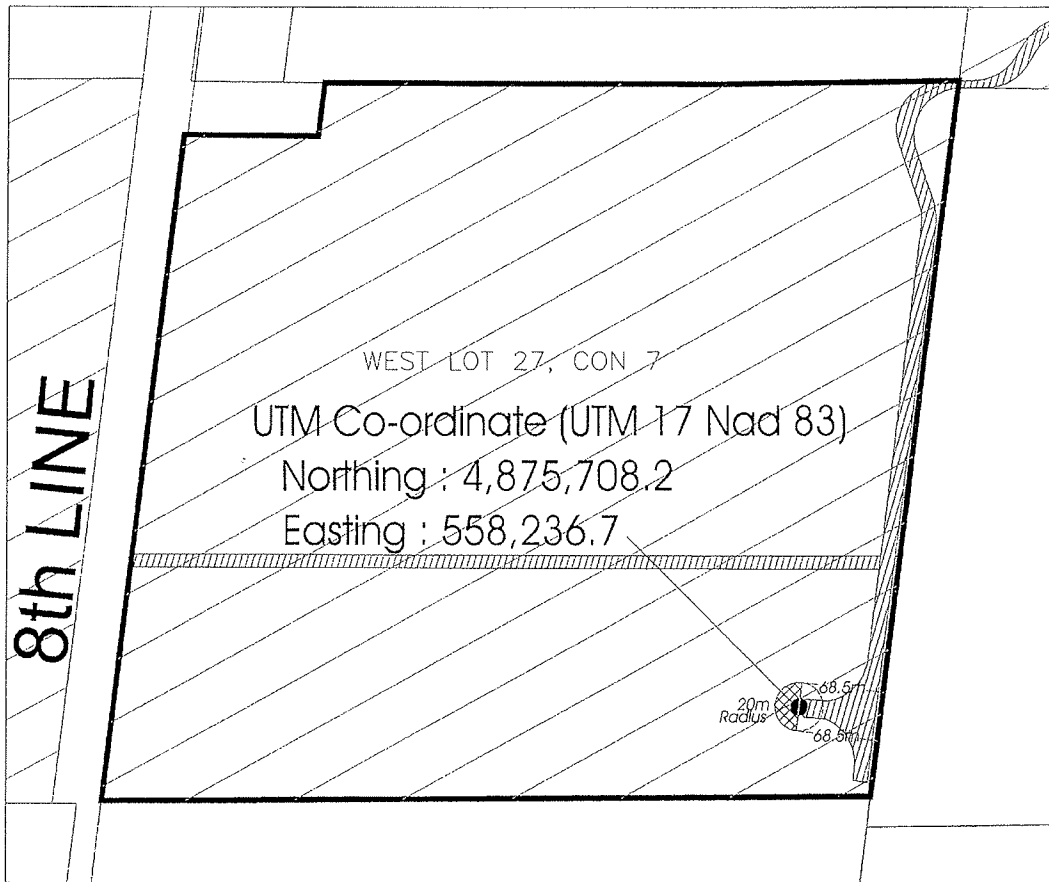 WEST LOT 27, CON 7
UTM Co-ordinate (UTM 17 Nad 83)
Northing : 4,875,708.2
Easting : 558,236.7
8th LINE
68.5m
20m
Radius
68.5m